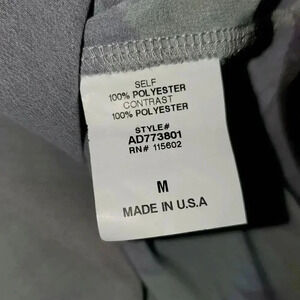 SELF
100% POLYESTER
CONTRAST
100% POLYESTER
STYLE#
AD773801
RN# 115602
M
MADE IN U.S.A